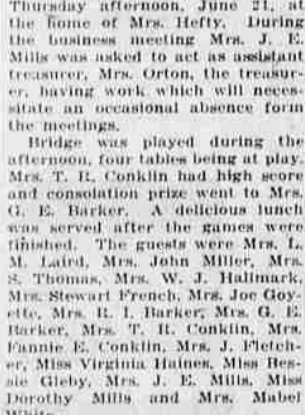 Thursday afternoon, June 21, at
the home of Mrs. Hefty. During
the business meeting Mrs. J. E.
Mills was asked to act as assistant
treasurer, Mrs. Orton, the treasur-
er, having work which will neces-
sitate an occasional absence form
the meetings.
Bridge was played during the
afternoon, four tables being at play.
Mrs. T. R. Conklin had high score
and consolation prize went to Mrs.
G. E. Barker. A delicious lunch
was served after the games were
finished. The guests were Mrs. L.
M. Laird, Mrs. John Miller, Mrs.
S. Thomas, Mrs. W. J. Hallmark,
Mrs. Stewart French, Mrs. Joe Goy-
ette, Mrs. R. I. Barker, Mrs. G. E.
Barker, Mrs. T. R. Conklin, Mrs.
Fannie E. Conklin, Mrs. J. Fletch-
er, Miss Virginia Haines, Miss Bes-
sie Gieby, Mrs. J. E. Mills, Miss
Dorothy Mills and Mrs. Mabel
White.